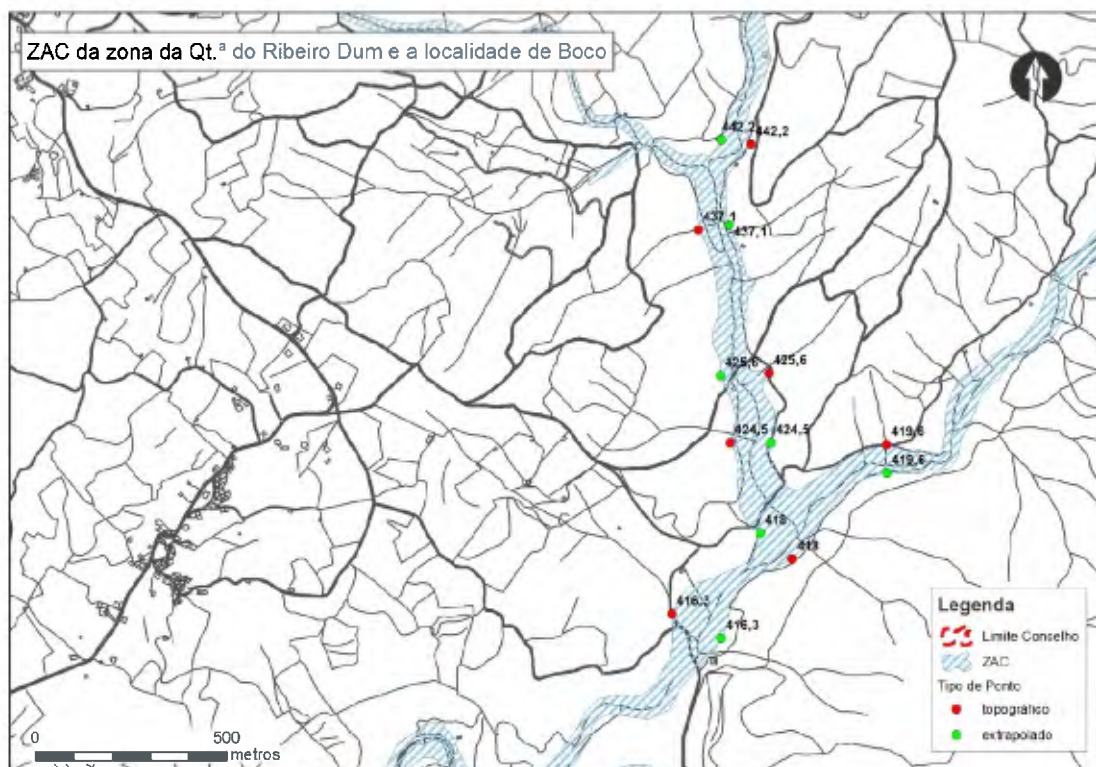 ZAC da zona da Qt.ª do Ribeiro Dum e a localidade de Boco
442,2
442,2
437,1
437,1
425,6
425,6
424,5
424,5
419,6
419,6
418
416,3
416,3
Legenda
Limite Conselho
ZAC
Tipo de Ponto
topográfico
extrapolado
0
500
metros